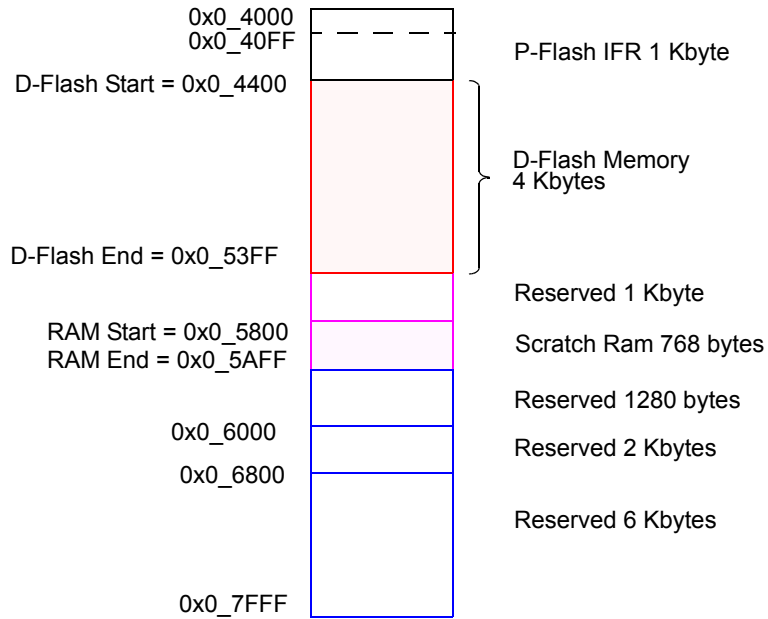 0x0_4000
0x0_40FF
P-Flash IFR 1 Kbyte
D-Flash Start = 0x0_4400
D-Flash Memory
4 Kbytes
D-Flash End = 0x0_53FF
Reserved 1 Kbyte
RAM Start = 0x0_5800
Scratch Ram 768 bytes
RAM End = 0x0_5AFF
Reserved 1280 bytes
0x0_6000
Reserved 2 Kbytes
0x0_6800
Reserved 6 Kbytes
0x0_7FFF